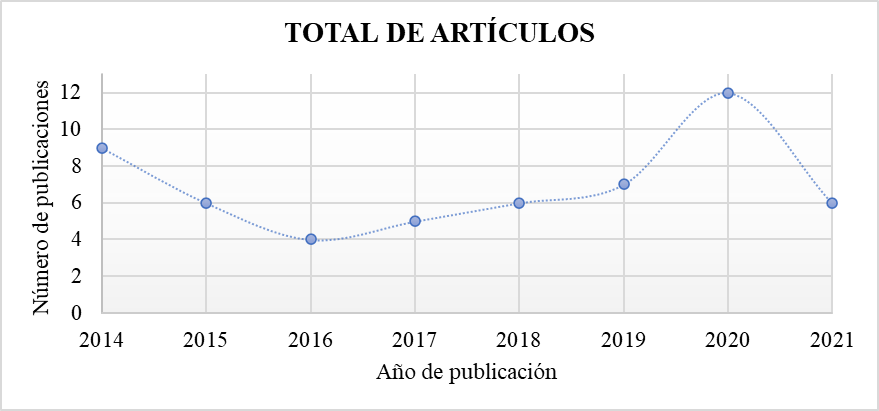 TOTAL DE ARTÍCULOS
Número de publicaciones
12
10
8
6
4
2
0
2014 2015 2016 2017 2018 2019 2020 2021
Año de publicación